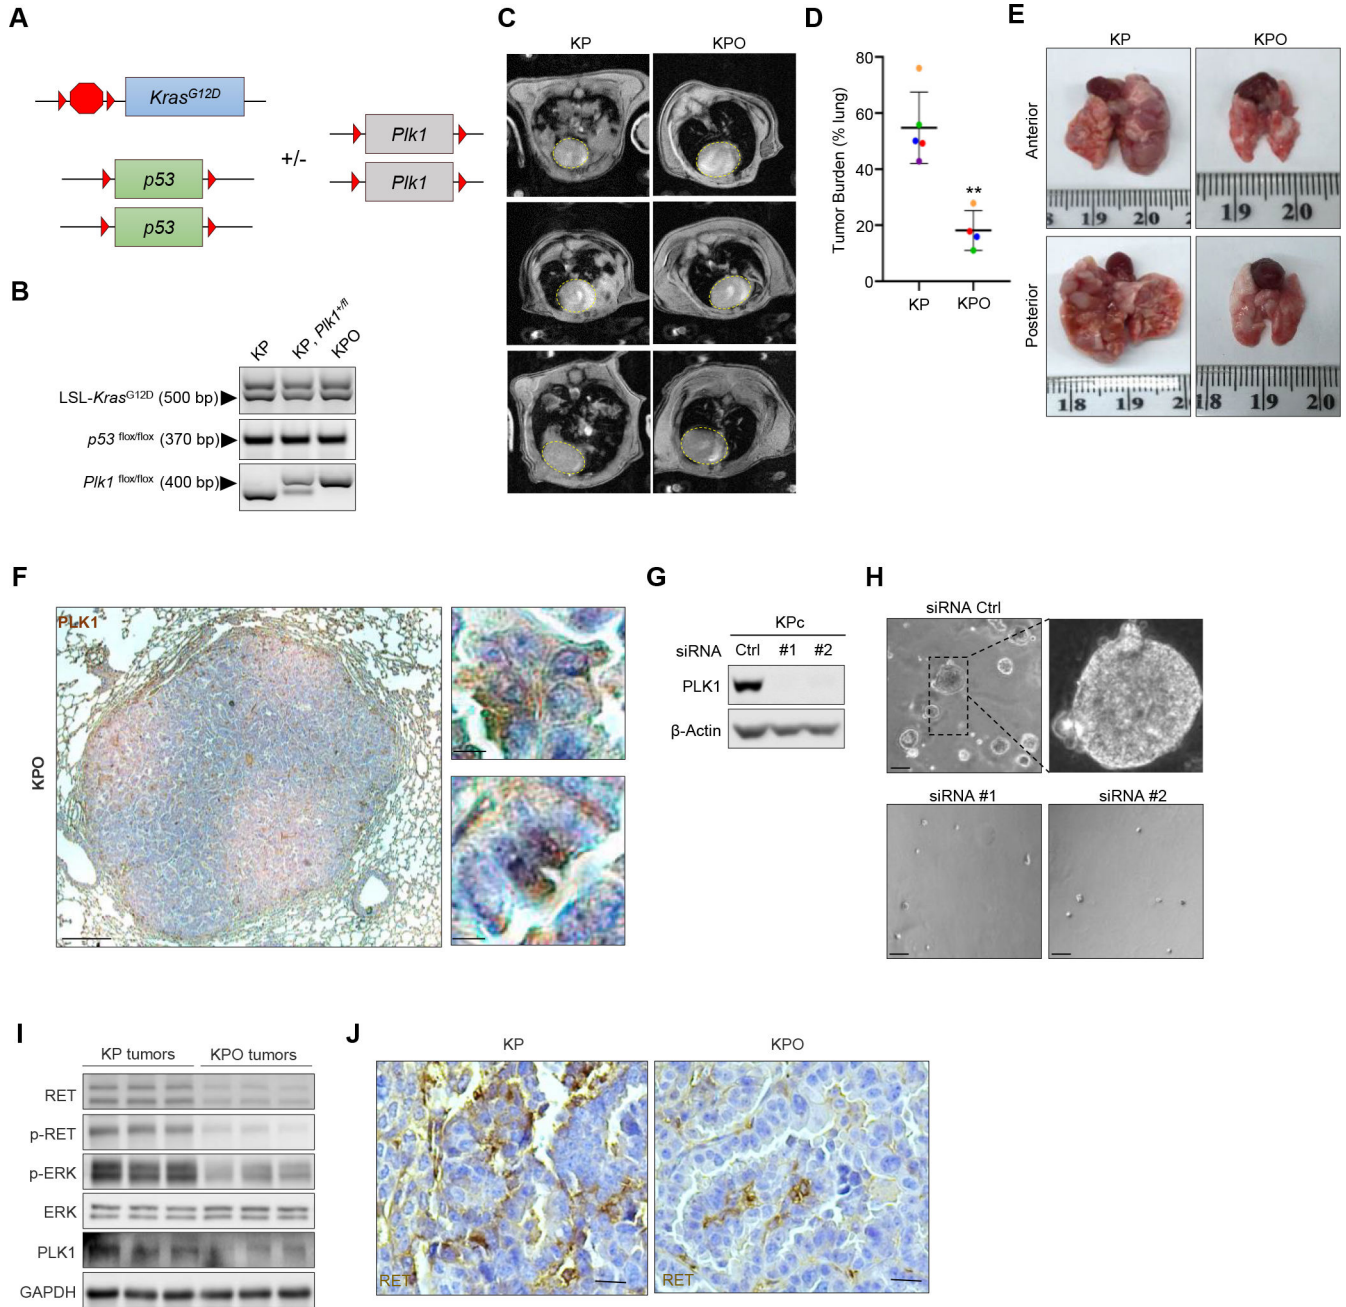 A
Kras^G12D
p53
p53
+/-
Plk1
Plk1
B
KP
KP, Plk1^+/fl
KPO
LSL-Kras^G12D (500 bp)
p53 ^flox/flox (370 bp)
Plk1 ^flox/flox (400 bp)
C
KP
KPO
D
Tumor Burden (% lung)
80
60
40
20
0
**
KP
KPO
E
KP
KPO
Anterior
19 20
19 20
Posterior
18 19
18 19 20
F
PLK1
KPO
G
KPc
siRNA Ctrl #1 #2
PLK1
β-Actin
H
siRNA Ctrl
siRNA #1
siRNA #2
I
KP tumors
KPO tumors
RET
p-RET
p-ERK
ERK
PLK1
GAPDH
J
KP
KPO
RET
RET